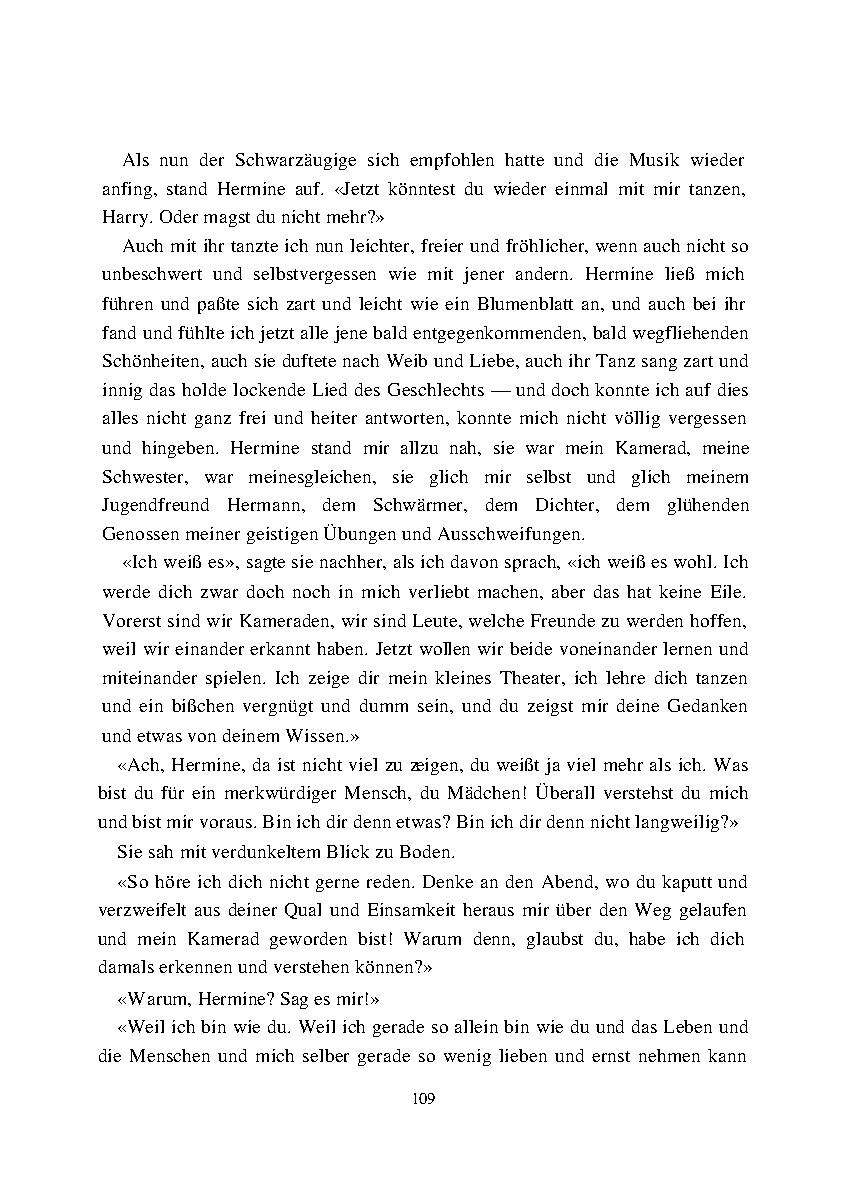 Als nun der Schwarzäugige sich empfohlen hatte und die Musik wieder
anfing, stand Hermine auf. «Jetzt könntest du wieder einmal mit mir tanzen,
Harry. Oder magst du nicht mehr?»
Auch mit ihr tanzte ich nun leichter, freier und fröhlicher, wenn auch nicht so
unbeschwert und selbstvergessen wie mit jener andern. Hermine ließ mich
führen und paßte sich zart und leicht wie ein Blumenblatt an, und auch bei ihr
fand und fühlte ich jetzt alle jene bald entgegenkommenden, bald wegfliehenden
Schönheiten, auch sie duftete nach Weib und Liebe, auch ihr Tanz sang zart und
innig das holde lockende Lied des Geschlechts — und doch konnte ich auf dies
alles nicht ganz frei und heiter antworten, konnte mich nicht völlig vergessen
und hingeben. Hermine stand mir allzu nah, sie war mein Kamerad, meine
Schwester, war meinesgleichen, sie glich mir selbst und glich meinem
Jugendfreund Hermann, dem Schwärmer, dem Dichter, dem glühenden
Genossen meiner geistigen Übungen und Ausschweifungen.
«Ich weiß es», sagte sie nachher, als ich davon sprach, «ich weiß es wohl. Ich
werde dich zwar doch noch in mich verliebt machen, aber das hat keine Eile.
Vorerst sind wir Kameraden, wir sind Leute, welche Freunde zu werden hoffen,
weil wir einander erkannt haben. Jetzt wollen wir beide voneinander lernen und
miteinander spielen. Ich zeige dir mein kleines Theater, ich lehre dich tanzen
und ein bißchen vergnügt und dumm sein, und du zeigst mir deine Gedanken
und etwas von deinem Wissen.»
«Ach, Hermine, da ist nicht viel zu zeigen, du weißt ja viel mehr als ich. Was
bist du für ein merkwürdiger Mensch, du Mädchen! Überall verstehst du mich
und bist mir voraus. Bin ich dir denn etwas? Bin ich dir denn nicht langweilig?»
Sie sah mit verdunkeltem Blick zu Boden.
«So höre ich dich nicht gerne reden. Denke an den Abend, wo du kaputt und
verzweifelt aus deiner Qual und Einsamkeit heraus mir über den Weg gelaufen
und mein Kamerad geworden bist! Warum denn, glaubst du, habe ich dich
damals erkennen und verstehen können?»
«Warum, Hermine? Sag es mir!»
«Weil ich bin wie du. Weil ich gerade so allein bin wie du und das Leben und
die Menschen und mich selber gerade so wenig lieben und ernst nehmen kann
109